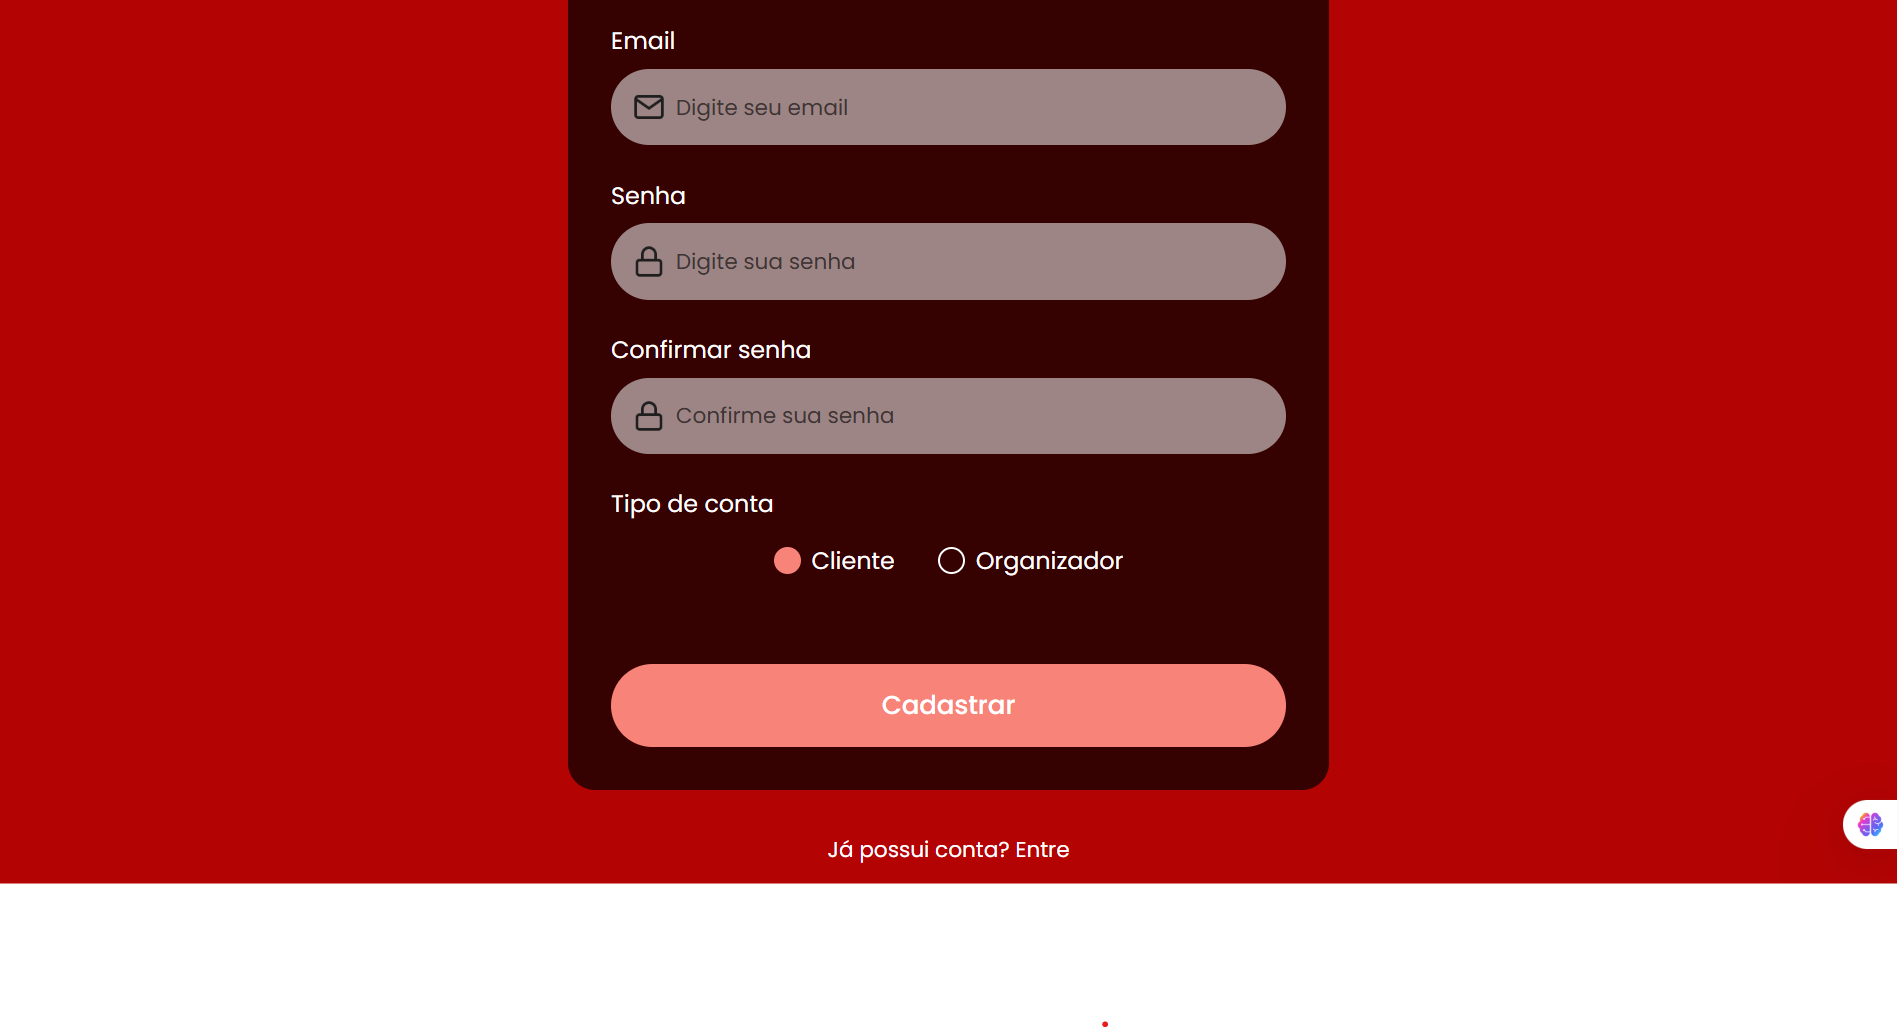 Email
Digite seu email
Senha
Digite sua senha
Confirmar senha
Confirme sua senha
Tipo de conta
Cliente Organizador
Cadastrar
Já possui conta? Entre